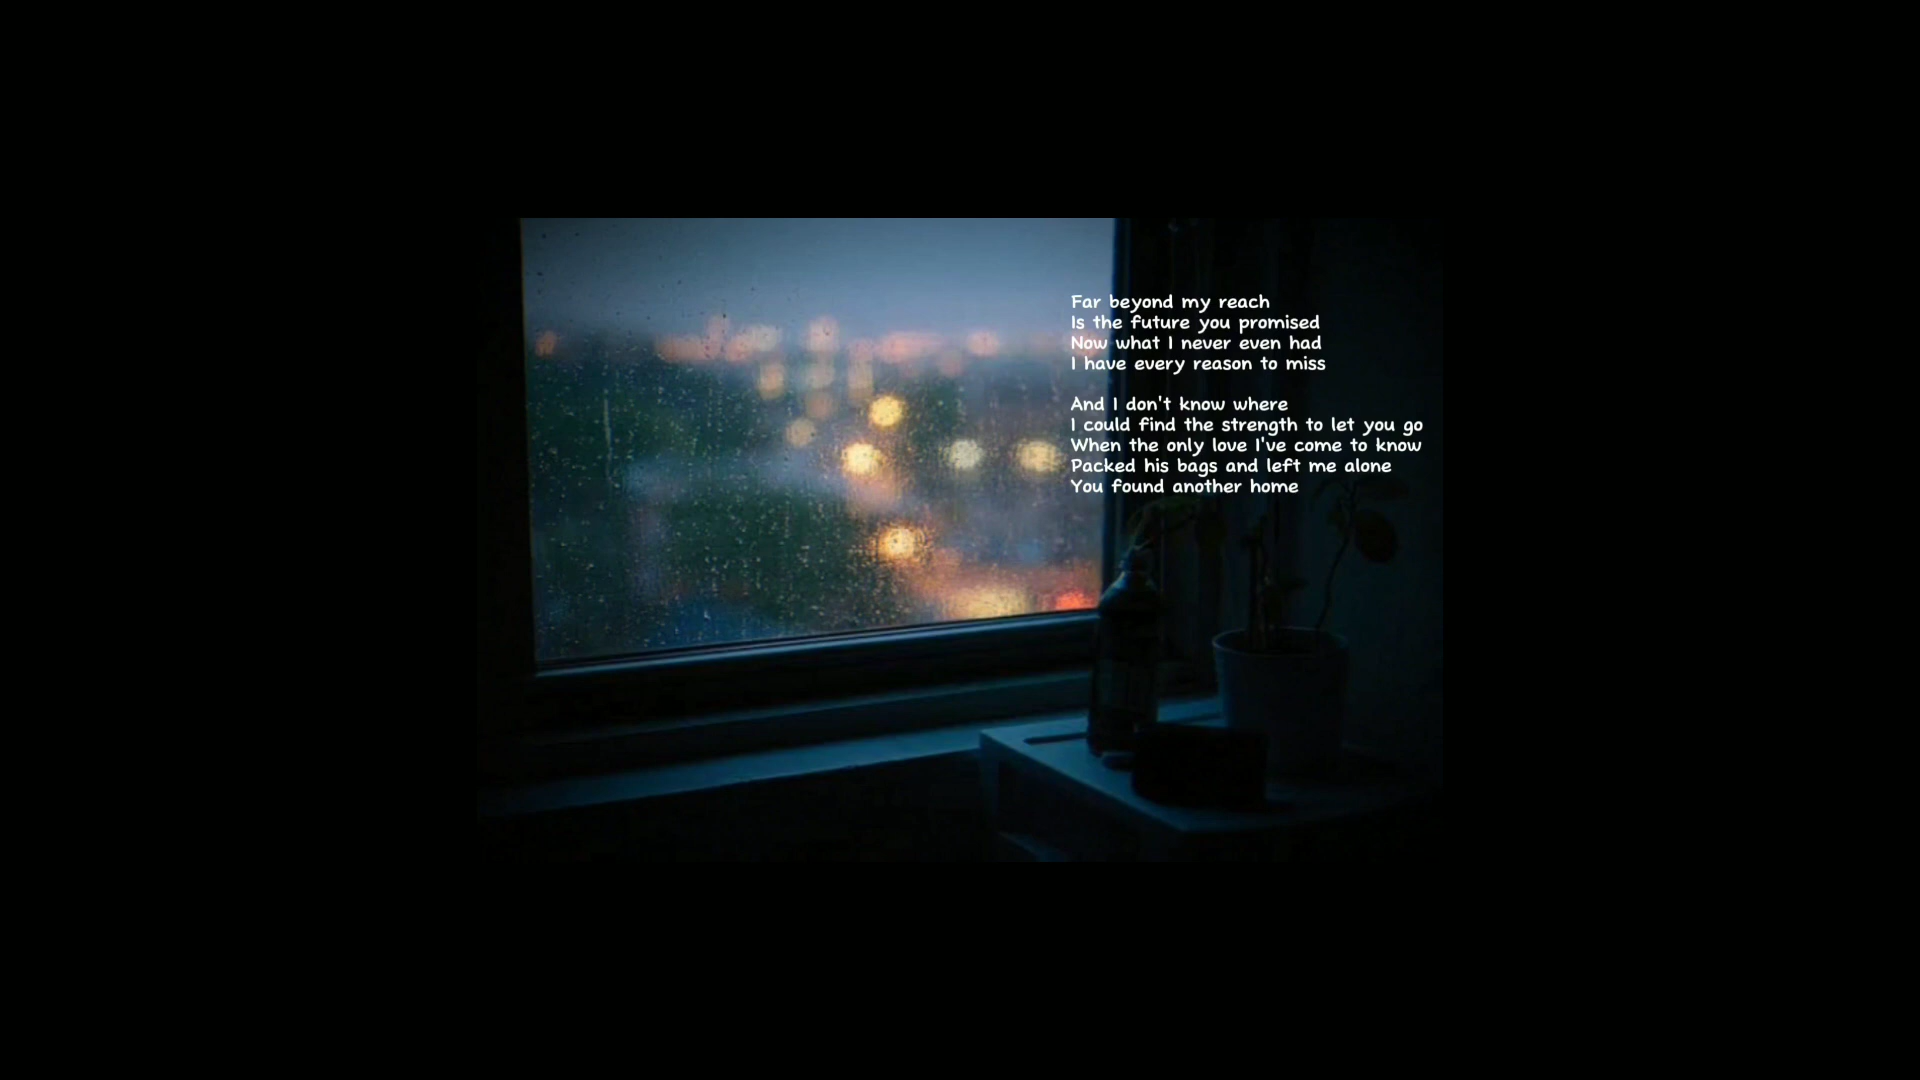 Far beyond my reach
Is the future you promised
Now what I never even had
I have every reason to miss
And I don't know where
I could find the strength to let you go
When the only love I've come to know
Packed his bags and left me alone
You found another home